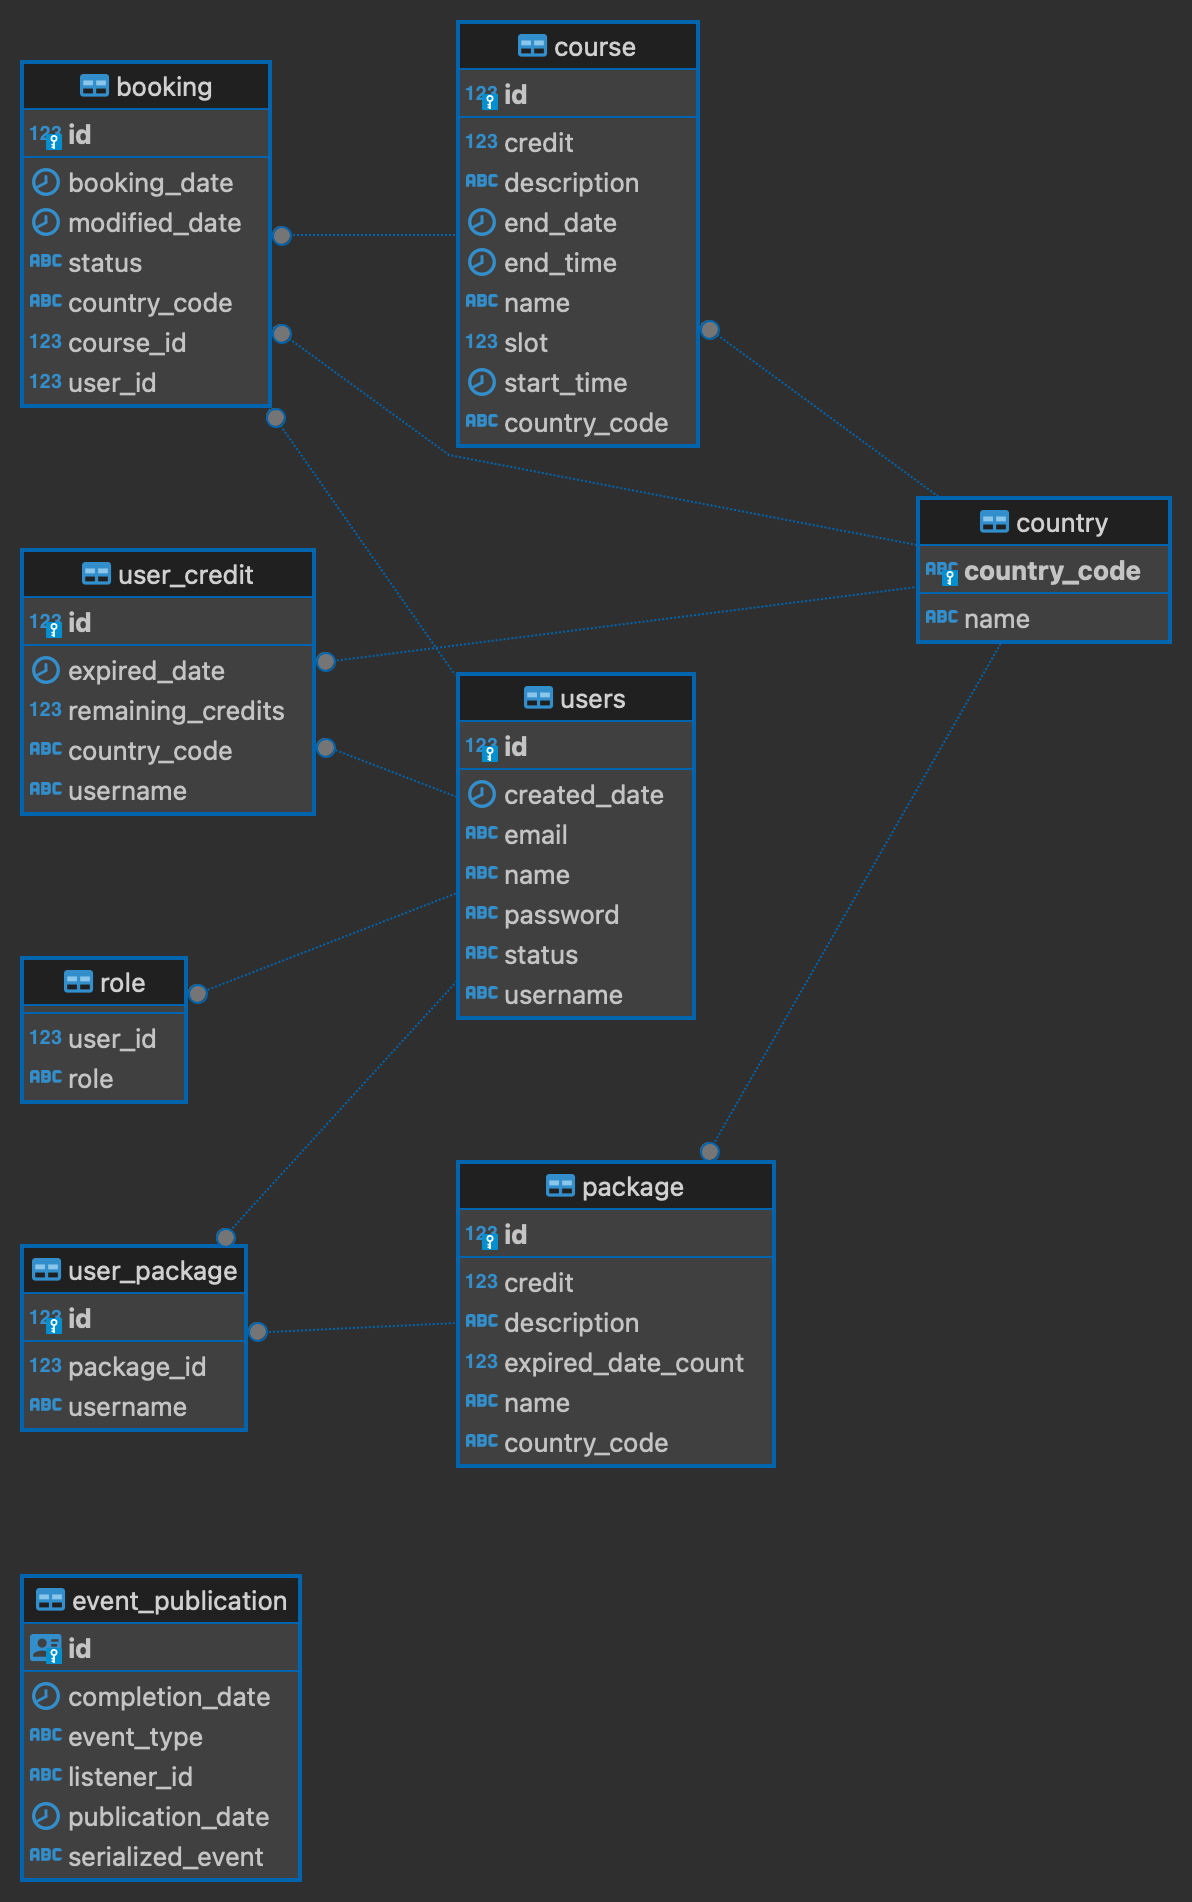 booking
123 id
booking_date
modified_date
ABC status
ABC country_code
123 course_id
123 user_id
course
123 id
123 credit
ABC description
end_date
end_time
ABC name
123 slot
start_time
ABC country_code
country
ABC country_code
ABC name
user_credit
123 id
expired_date
123 remaining_credits
ABC country_code
ABC username
users
123 id
created_date
ABC email
ABC name
ABC password
ABC status
ABC username
role
123 user_id
ABC role
user_package
123 id
123 package_id
ABC username
package
123 id
123 credit
ABC description
123 expired_date_count
ABC name
ABC country_code
event_publication
id
completion_date
ABC event_type
ABC listener_id
publication_date
ABC serialized_event